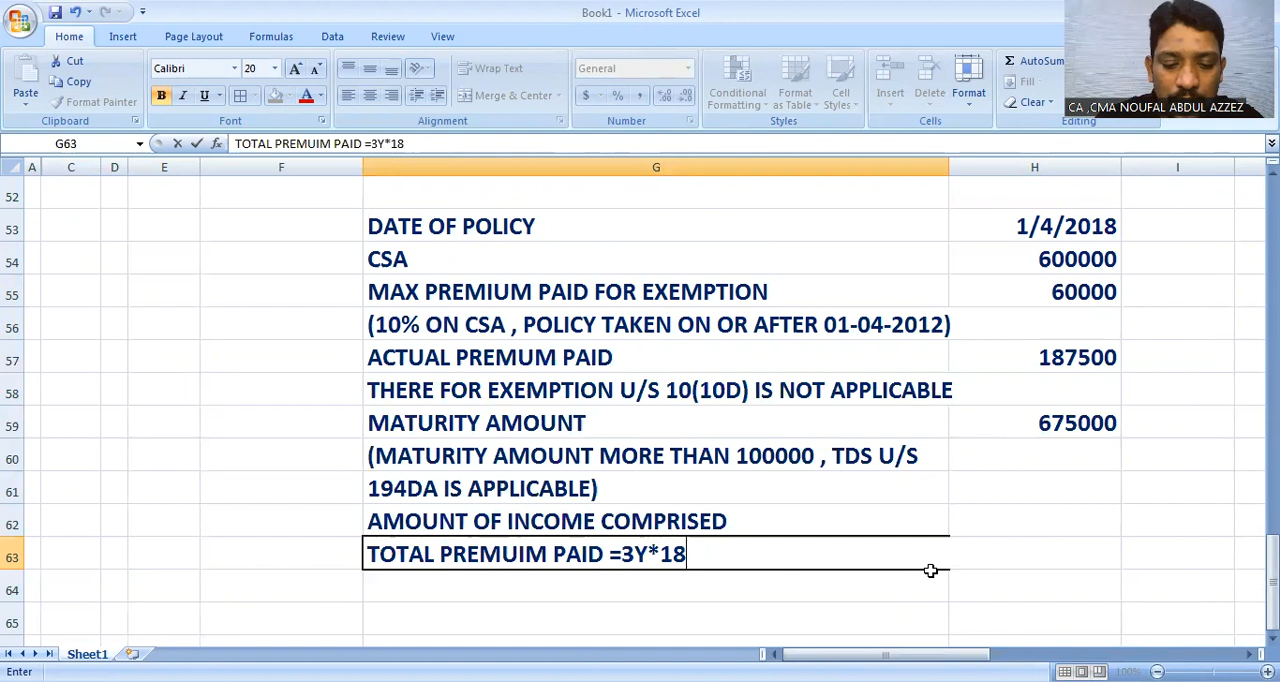 Book1 - Microsoft Excel
Home Insert Page Layout Formulas Data Review View
Cut
Copy
Format Painter
Paste
Clipboard
Calibri 20
B I U
Font
Wrap Text
Merge & Center
Alignment
General
$ % ,
Number
Conditional Formatting
Format as Table
Cell Styles
Styles
Insert Delete Format
Cells
Σ AutoSum
Fill
Clear
Editing
CA ,CMA NOUFAL ABDUL AZZEZ
G63 fx TOTAL PREMUIM PAID =3Y*18
A C D E F G H I
52
53 DATE OF POLICY 1/4/2018
54 CSA 600000
55 MAX PREMIUM PAID FOR EXEMPTION 60000
56 (10% ON CSA , POLICY TAKEN ON OR AFTER 01-04-2012)
57 ACTUAL PREMUM PAID 187500
58 THERE FOR EXEMPTION U/S 10(10D) IS NOT APPLICABLE
59 MATURITY AMOUNT 675000
60 (MATURITY AMOUNT MORE THAN 100000 , TDS U/S
61 194DA IS APPLICABLE)
62 AMOUNT OF INCOME COMPRISED
63 TOTAL PREMUIM PAID =3Y*18
64
65
Sheet1
Enter 100%